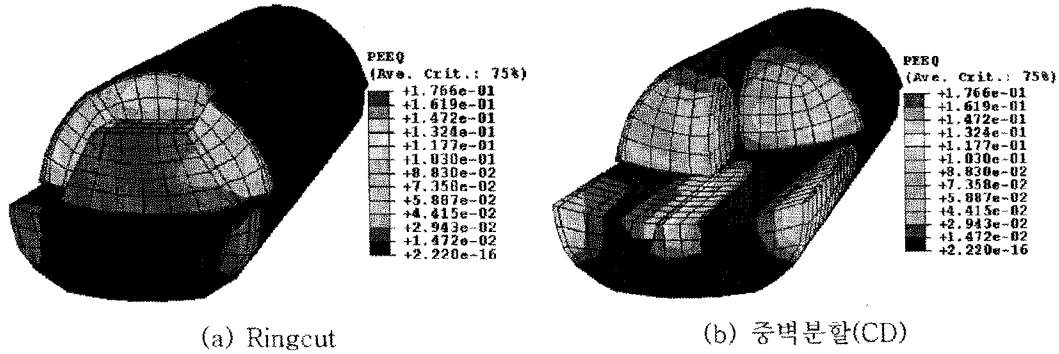 PEEQ
(Ave. Crit.: 75%)
+1.766e-01
+1.619e-01
+1.472e-01
+1.324e-01
+1.177e-01
+1.030e-01
+8.830e-02
+7.358e-02
+5.887e-02
+4.415e-02
+2.943e-02
+1.472e-02
+2.220e-16
(a) Ringcut
PEEQ
(Ave. Crit.: 75%)
+1.766e-01
+1.619e-01
+1.472e-01
+1.324e-01
+1.177e-01
+1.030e-01
+8.830e-02
+7.358e-02
+5.887e-02
+4.415e-02
+2.943e-02
+1.472e-02
+2.220e-16
(b) 중벽분할(CD)